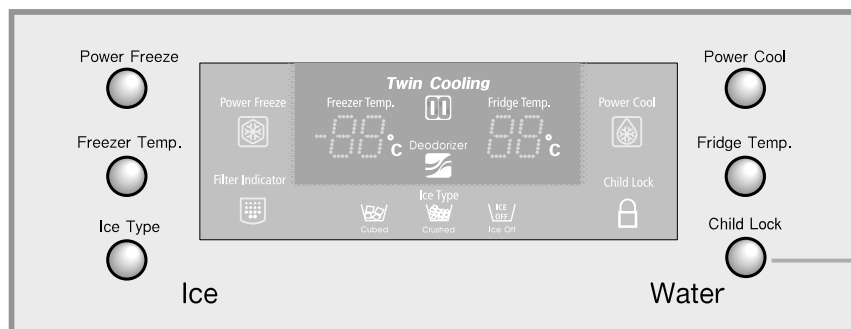 Power Freeze
Power Cool
Twin Cooling
Power Freeze
Freezer Temp.
Fridge Temp.
Power Cool
Freezer Temp.
-88°C
Deodorizer
88°C
Fridge Temp.
Filter Indicator
Ice Type
Child Lock
Ice Type
ICE
OFF
Cubed
Crushed
Ice Off
Child Lock
Ice
Water